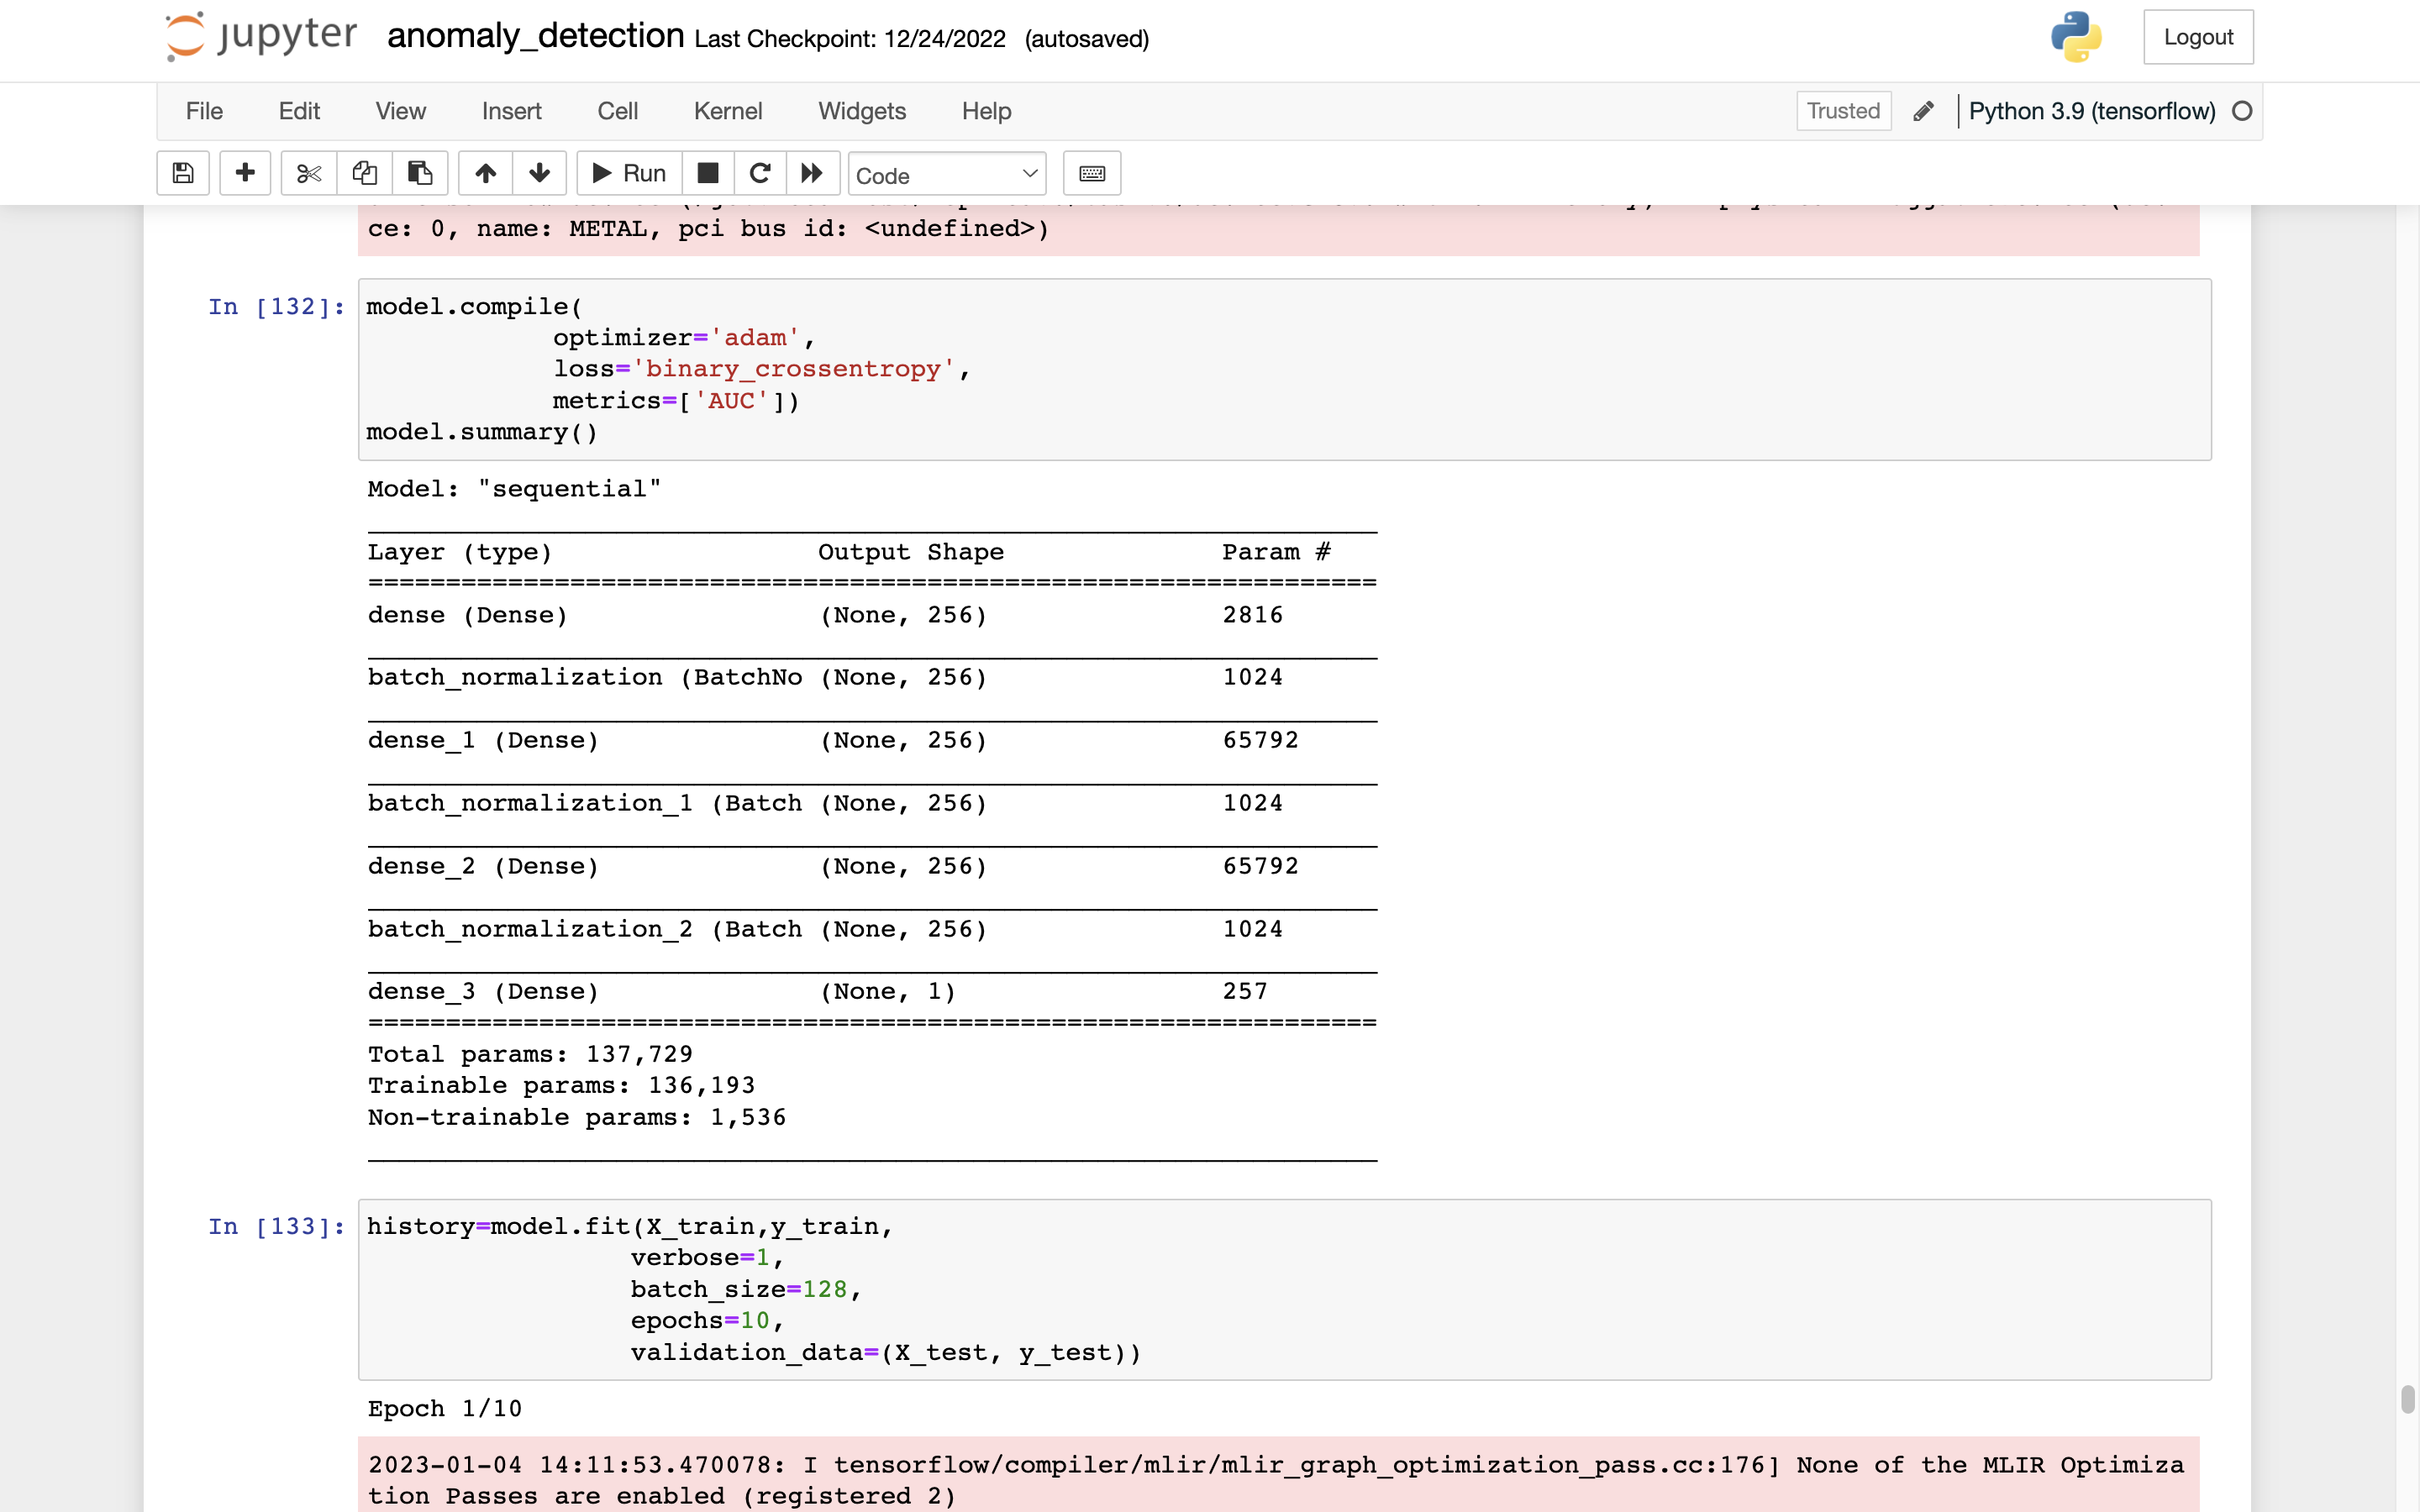 jupyter anomaly_detection Last Checkpoint: 12/24/2022 (autosaved) Logout
File Edit View Insert Cell Kernel Widgets Help Trusted Python 3.9 (tensorflow)
Run Code
ce: 0, name: METAL, pci bus id: <undefined>)
In [132]: model.compile(
optimizer='adam',
loss='binary_crossentropy',
metrics=['AUC'])
model.summary()
Model: "sequential"
Layer (type) Output Shape Param #
=================================================================
dense (Dense) (None, 256) 2816
batch_normalization (BatchNo (None, 256) 1024
dense_1 (Dense) (None, 256) 65792
batch_normalization_1 (Batch (None, 256) 1024
dense_2 (Dense) (None, 256) 65792
batch_normalization_2 (Batch (None, 256) 1024
dense_3 (Dense) (None, 1) 257
=================================================================
Total params: 137,729
Trainable params: 136,193
Non-trainable params: 1,536
In [133]: history=model.fit(X_train,y_train,
verbose=1,
batch_size=128,
epochs=10,
validation_data=(X_test, y_test))
Epoch 1/10
2023-01-04 14:11:53.470078: I tensorflow/compiler/mlir/mlir_graph_optimization_pass.cc:176] None of the MLIR Optimiza
tion Passes are enabled (registered 2)